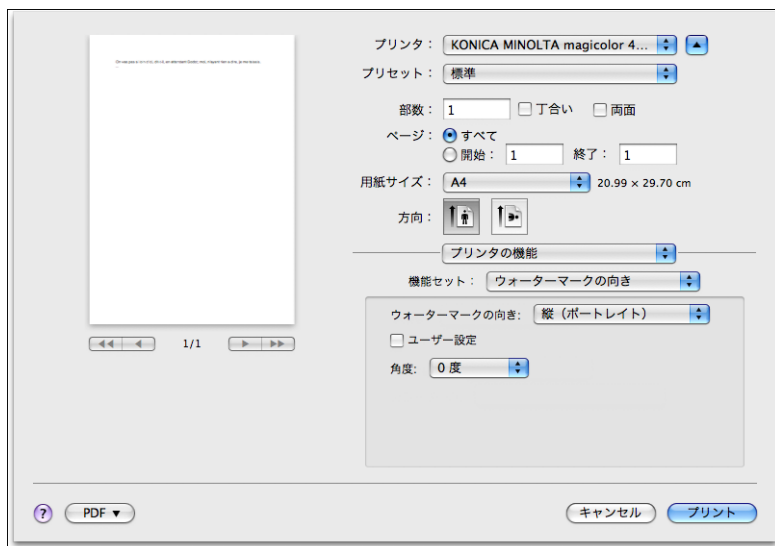 プリンタ： KONICA MINOLTA magicolor 4...
プリセット： 標準
部数： 1 丁合い 両面
ページ： すべて
開始： 1 終了： 1
用紙サイズ： A4 20.99 × 29.70 cm
方向：
プリンタの機能
機能セット： ウォーターマークの向き
ウォーターマークの向き: 縦（ポートレイト）
ユーザー設定
角度: 0 度
1/1
? PDF ▼ キャンセル プリント